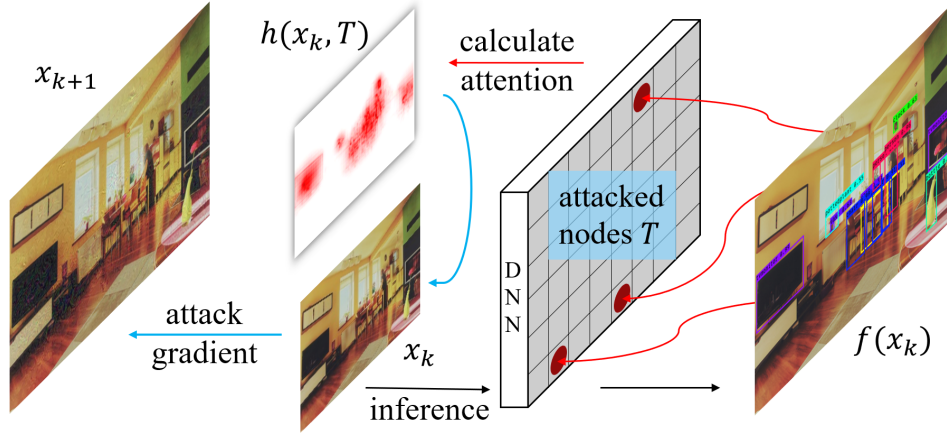 x_{k+1}
h(x_k, T)
calculate
attention
attacked
nodes T
D
N
N
attack
gradient
x_k
inference
f(x_k)